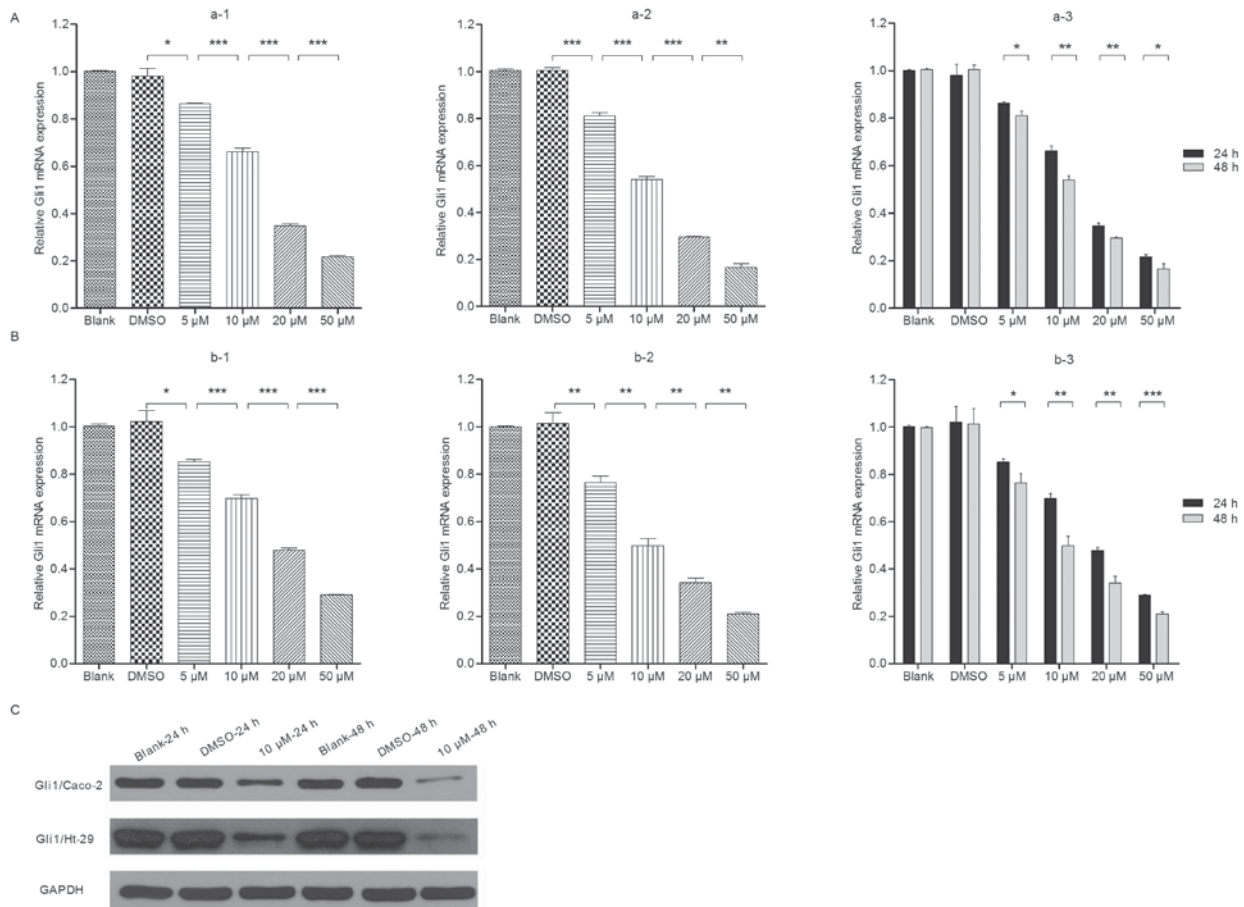 A
a-1
a-2
a-3
1.2
1.0
0.8
0.6
0.4
0.2
0.0
Relative Gli1 mRNA expression
* *** *** ***
Blank DMSO 5 µM 10 µM 20 µM 50 µM
1.2
1.0
0.8
0.6
0.4
0.2
0.0
Relative Gli1 mRNA expression
*** *** *** **
Blank DMSO 5 µM 10 µM 20 µM 50 µM
1.2
1.0
0.8
0.6
0.4
0.2
0.0
Relative Gli1 mRNA expression
* ** ** *
Blank DMSO 5 µM 10 µM 20 µM 50 µM
24 h
48 h
B
b-1
b-2
b-3
1.2
1.0
0.8
0.6
0.4
0.2
0.0
Relative Gli1 mRNA expression
* *** *** ***
Blank DMSO 5 µM 10 µM 20 µM 50 µM
1.2
1.0
0.8
0.6
0.4
0.2
0.0
Relative Gli1 mRNA expression
** ** ** **
Blank DMSO 5 µM 10 µM 20 µM 50 µM
1.2
1.0
0.8
0.6
0.4
0.2
0.0
Relative Gli1 mRNA expression
* ** ** ***
Blank DMSO 5 µM 10 µM 20 µM 50 µM
24 h
48 h
C
Blank-24 h
DMSO-24 h
10 µM-24 h
Blank-48 h
DMSO-48 h
10 µM-48 h
Gli1/Caco-2
Gli1/Ht-29
GAPDH